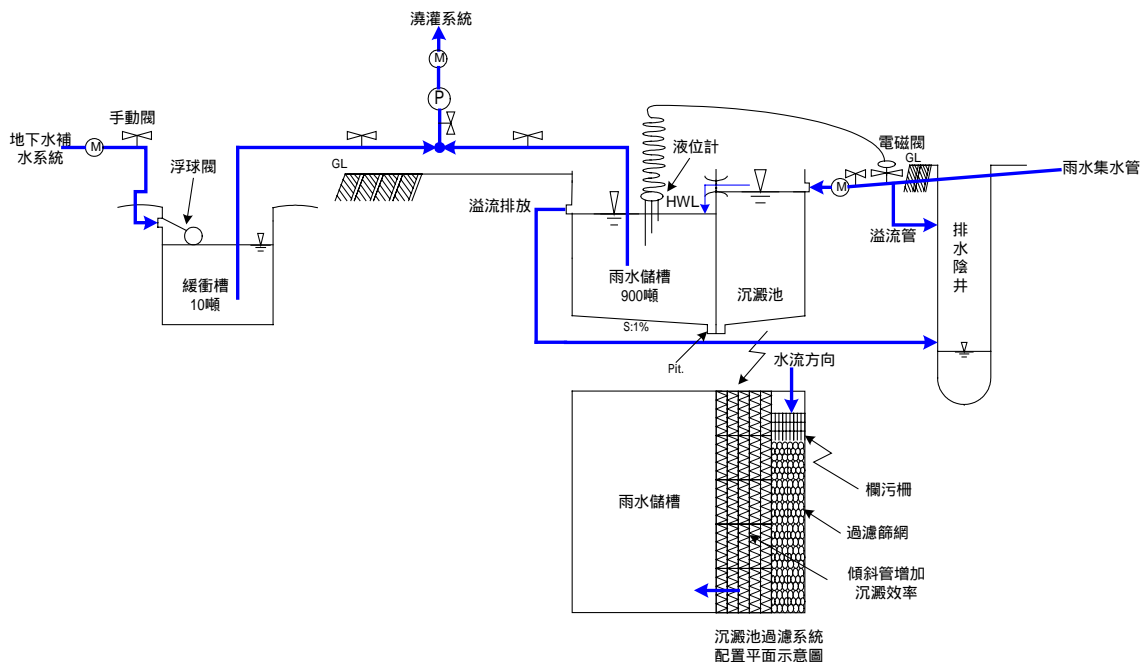 澆灌系統
M
P
手動閥
地下水補
水系統
M
浮球閥
GL
緩衝槽
10噸
溢流排放
液位計
HWL
電磁閥
GL
M
雨水集水管
溢流管
排
水
陰
井
雨水儲槽
900噸
沉澱池
S:1%
Pit.
水流方向
雨水儲槽
欄污柵
過濾篩網
傾斜管增加
沉澱效率
沉澱池過濾系統
配置平面示意圖